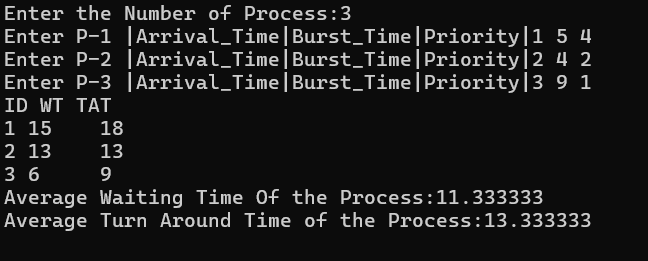 Enter the Number of Process:3
Enter P-1 |Arrival_Time|Burst_Time|Priority|1 5 4
Enter P-2 |Arrival_Time|Burst_Time|Priority|2 4 2
Enter P-3 |Arrival_Time|Burst_Time|Priority|3 9 1
ID WT TAT
1 15    18
2 13    13
3 6     9
Average Waiting Time Of the Process:11.333333
Average Turn Around Time of the Process:13.333333